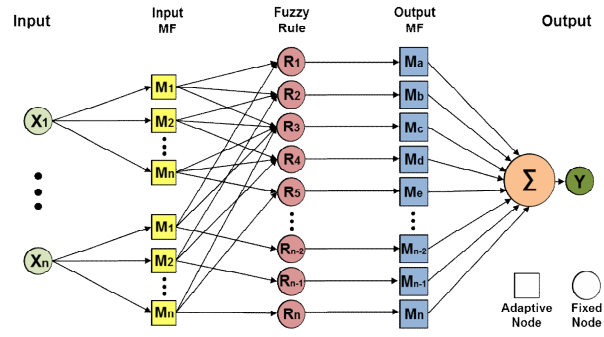 Input
Input
MF
Fuzzy
Rule
Output
MF
Output
X1
Xn
M1
M2
Mn
M1
M2
Mn
R1
R2
R3
R4
R5
Rn-2
Rn-1
Rn
Ma
Mb
Mc
Md
Me
Mn-2
Mn-1
Mn
Σ
Y
Adaptive
Node
Fixed
Node